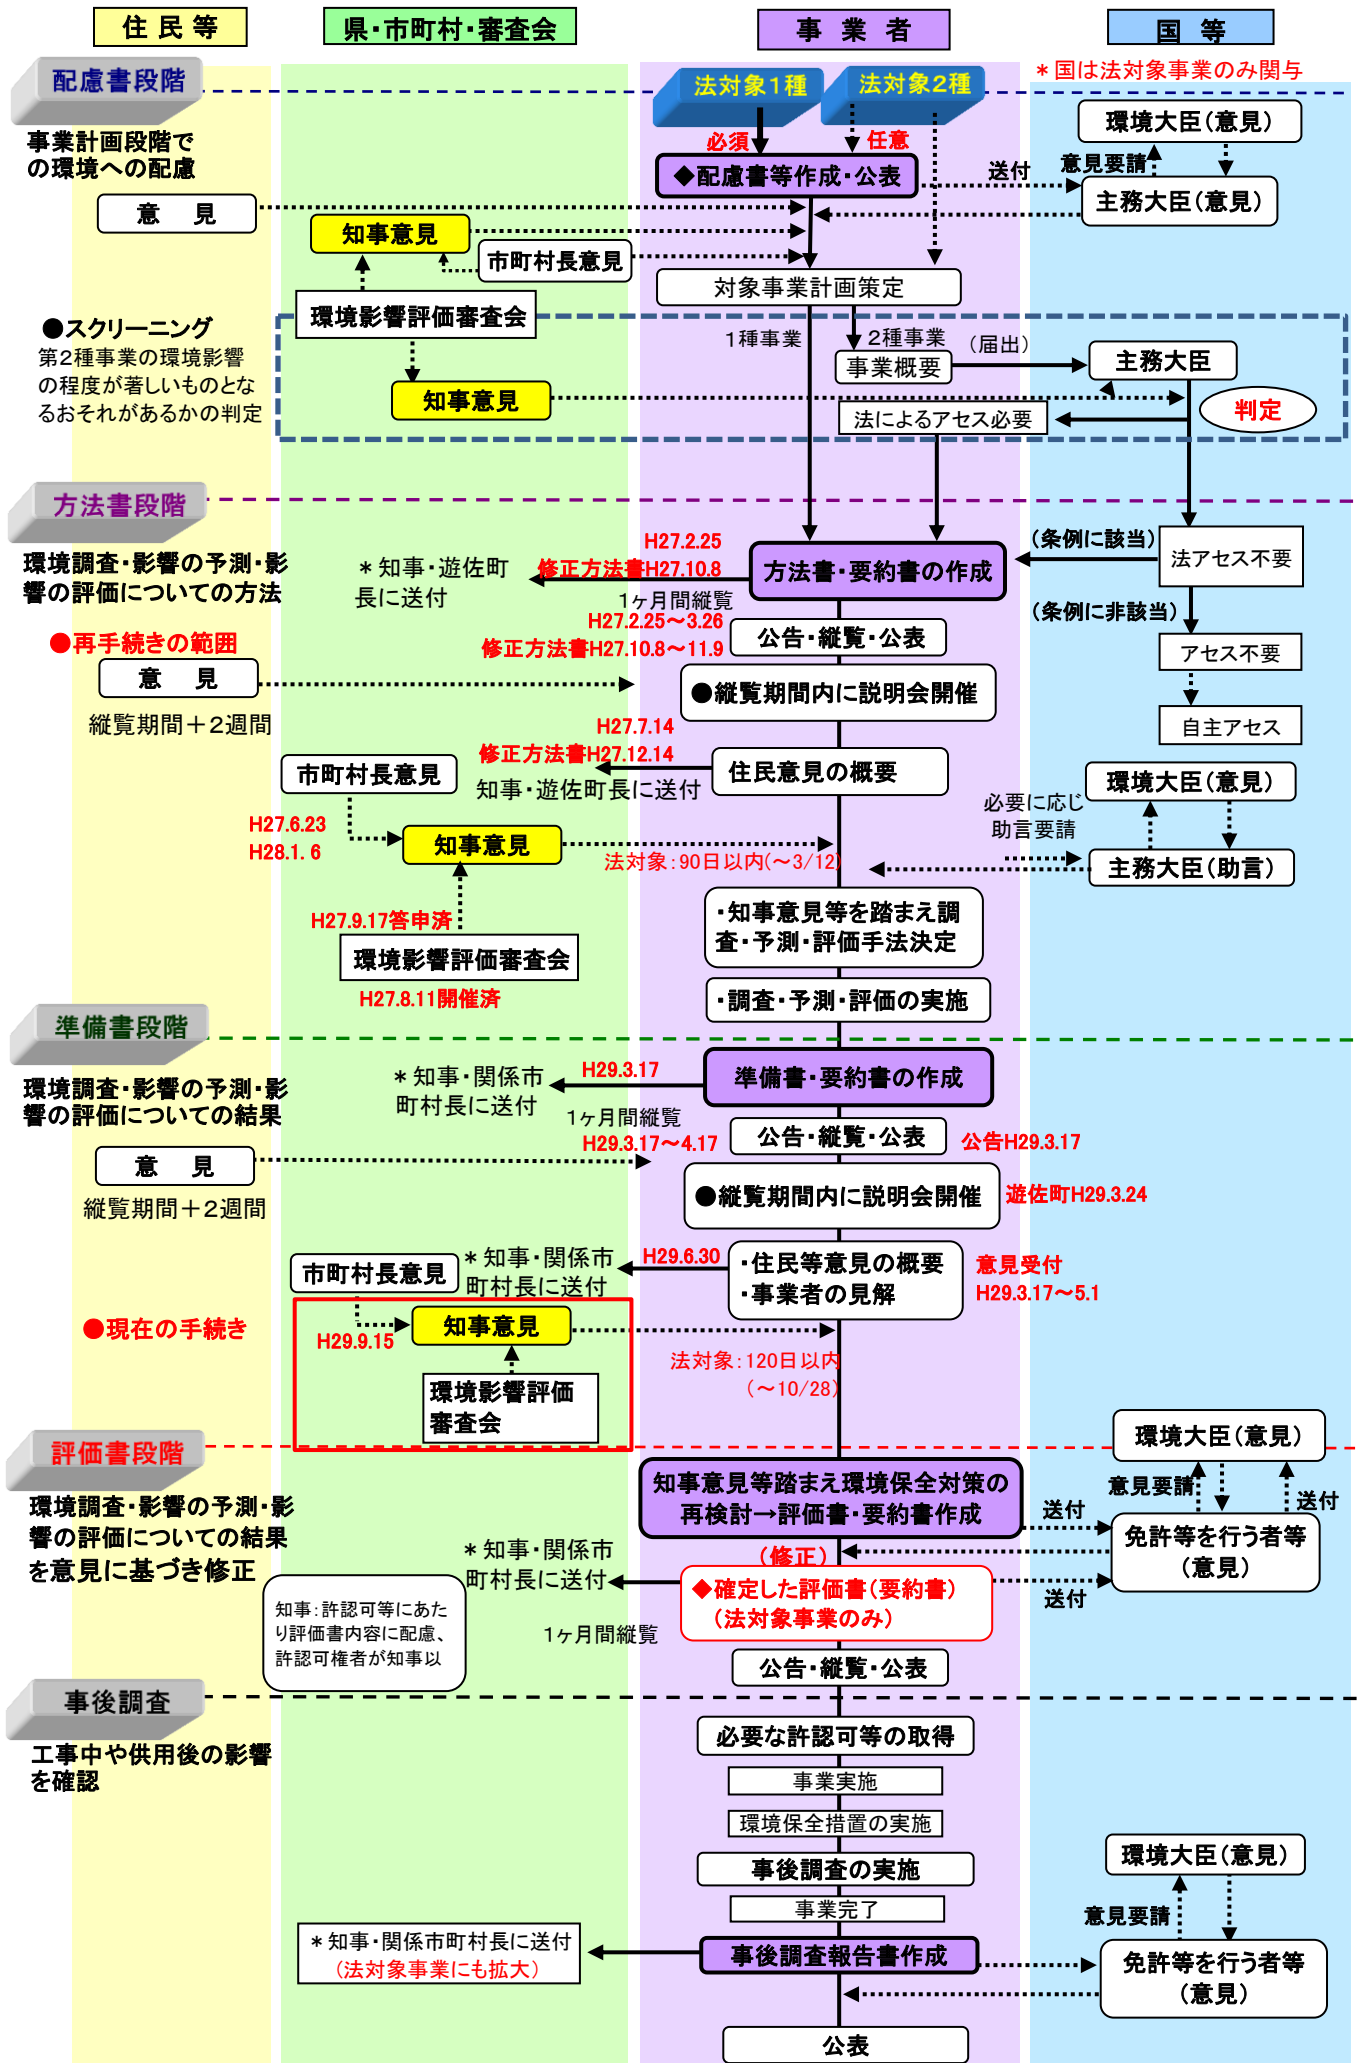 住 民 等
県・市町村・審査会
事 業 者
国 等
配慮書段階
法対象１種
法対象２種
＊国は法対象事業のみ関与
事業計画段階で
の環境への配慮
必須
任意
◆配慮書等作成・公表
送付
意見要請
環境大臣（意見）
主務大臣（意見）
意 見
知事意見
市町村長意見
対象事業計画策定
環境影響評価審査会
●スクリーニング
第２種事業の環境影響
の程度が著しいものとな
るおそれがあるかの判定
1種事業
２種事業
（届出）
事業概要
主務大臣
知事意見
法によるアセス必要
判定
方法書段階
環境調査・影響の予測・影
響の評価についての方法
＊知事・遊佐町
長に送付
H27.2.25
修正方法書H27.10.8
方法書・要約書の作成
（条例に該当）
法アセス不要
1ヶ月間縦覧
H27.2.25～3.26
修正方法書H27.10.8～11.9
公告・縦覧・公表
（条例に非該当）
アセス不要
●再手続きの範囲
意 見
縦覧期間＋２週間
●縦覧期間内に説明会開催
自主アセス
H27.7.14
修正方法書H27.12.14
市町村長意見
知事・遊佐町長に送付
住民意見の概要
必要に応じ
助言要請
環境大臣（意見）
H27.6.23
H28.1. 6
知事意見
法対象：90日以内(～3/12)
主務大臣（助言）
H27.9.17答申済
環境影響評価審査会
H27.8.11開催済
・知事意見等を踏まえ調
査・予測・評価手法決定
・調査・予測・評価の実施
準備書段階
環境調査・影響の予測・影
響の評価についての結果
＊知事・関係市
町村長に送付
H29.3.17
準備書・要約書の作成
1ヶ月間縦覧
H29.3.17～4.17
公告・縦覧・公表
公告H29.3.17
意 見
縦覧期間＋２週間
●縦覧期間内に説明会開催
遊佐町H29.3.24
市町村長意見
＊知事・関係市
町村長に送付
H29.6.30
・住民等意見の概要
・事業者の見解
意見受付
H29.3.17～5.1
●現在の手続き
H29.9.15
知事意見
法対象：120日以内
（～10/28）
環境影響評価
審査会
評価書段階
環境調査・影響の予測・影
響の評価についての結果
を意見に基づき修正
知事意見等踏まえ環境保全対策の
再検討→評価書・要約書作成
送付
環境大臣（意見）
意見要請
送付
免許等を行う者等
（意見）
＊知事・関係市
町村長に送付
（修正）
◆確定した評価書（要約書）
（法対象事業のみ）
送付
知事：許認可等にあた
り評価書内容に配慮、
許認可権者が知事以
1ヶ月間縦覧
公告・縦覧・公表
事後調査
工事中や供用後の影響
を確認
必要な許認可等の取得
事業実施
環境保全措置の実施
事後調査の実施
事業完了
環境大臣（意見）
意見要請
＊知事・関係市町村長に送付
（法対象事業にも拡大）
事後調査報告書作成
免許等を行う者等
（意見）
公表